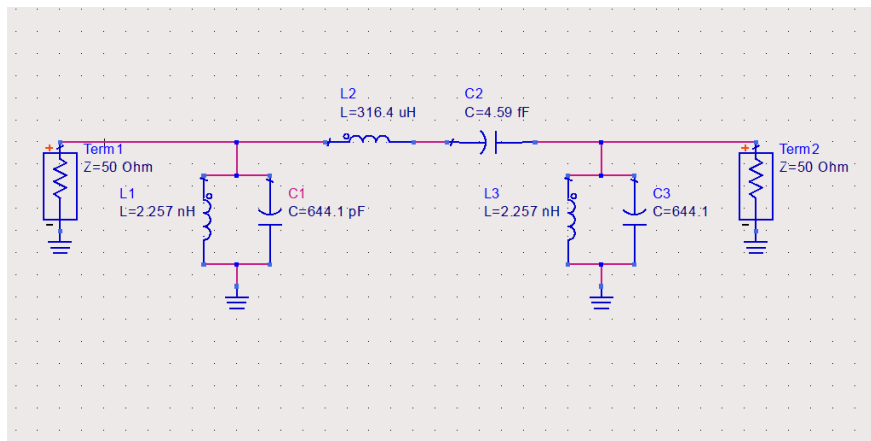 L2
L=316.4 uH
C2
C=4.59 fF
+
Term1
Z=50 Ohm
-
L1
L=2.257 nH
C1
C=644.1 pF
L3
L=2.257 nH
C3
C=644.1
+
Term2
Z=50 Ohm
-